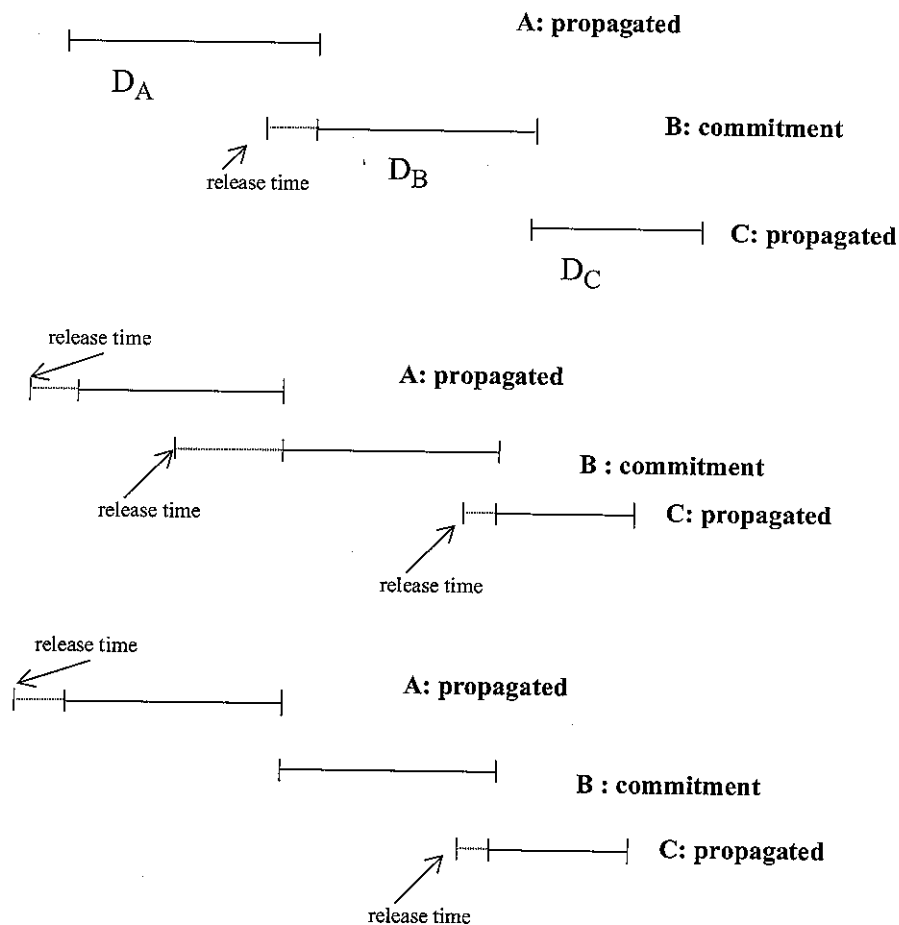 A: propagated
D_A
B: commitment
release time
D_B
C: propagated
D_C
release time
A: propagated
B : commitment
release time
C: propagated
release time
release time
A: propagated
B : commitment
C: propagated
release time